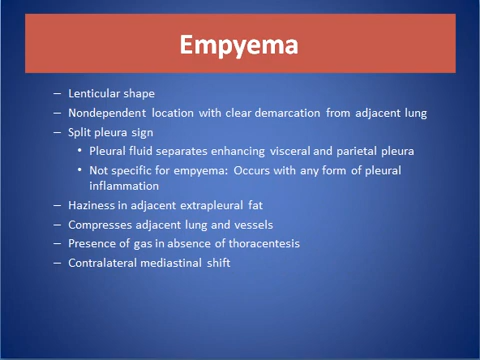 Empyema
– Lenticular shape
– Nondependent location with clear demarcation from adjacent lung
– Split pleura sign
• Pleural fluid separates enhancing visceral and parietal pleura
• Not specific for empyema: Occurs with any form of pleural
inflammation
– Haziness in adjacent extrapleural fat
– Compresses adjacent lung and vessels
– Presence of gas in absence of thoracentesis
– Contralateral mediastinal shift